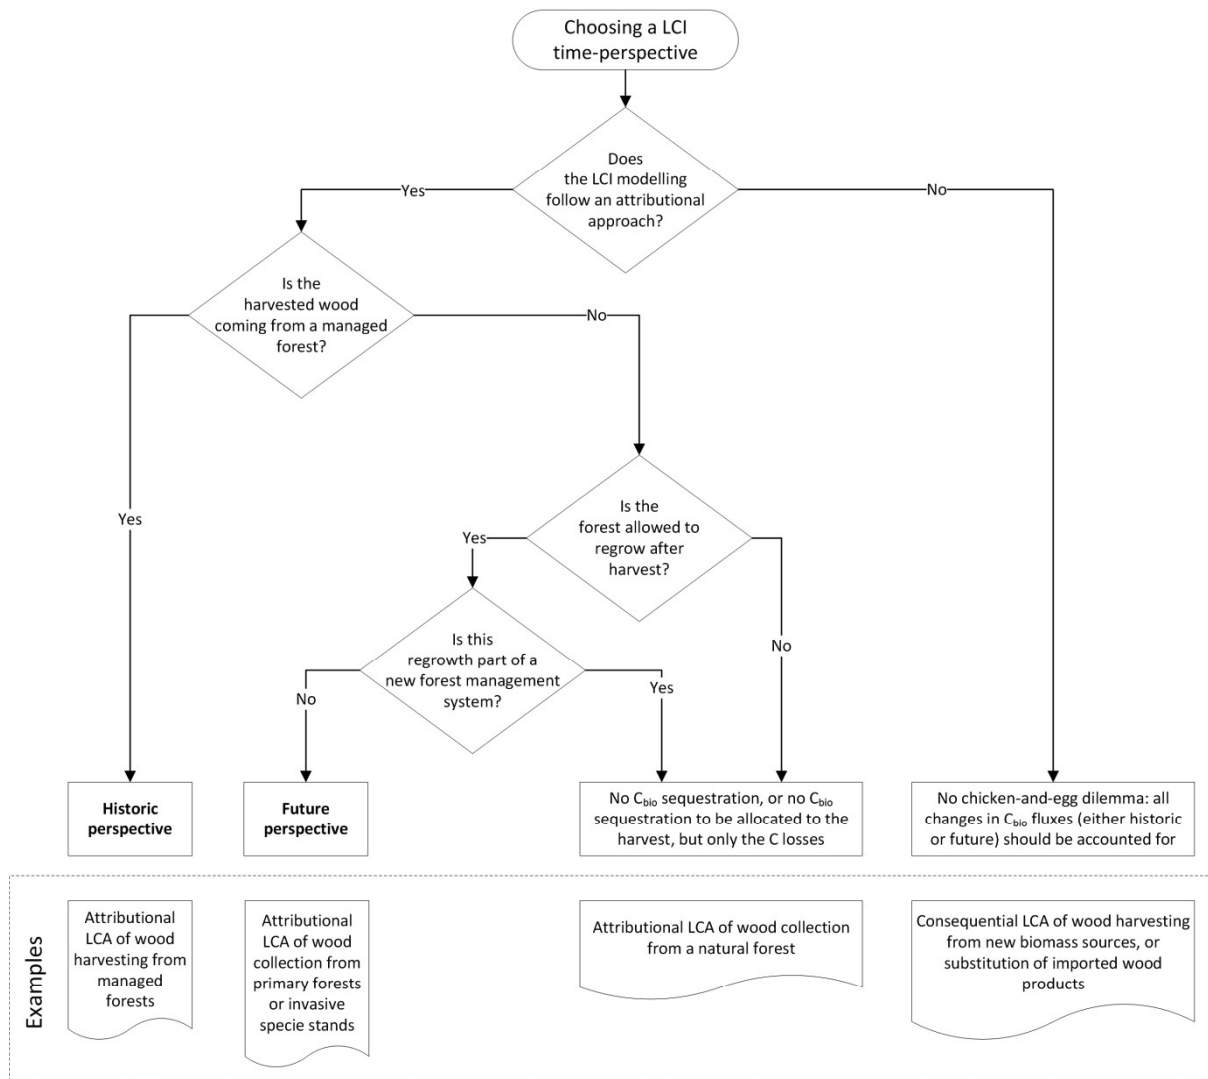 Choosing a LCI
time-perspective
Does
the LCI modelling
follow an attributional
approach?
Yes
No
Is the
harvested wood
coming from a managed
forest?
No
Yes
Is the
forest allowed to
regrow after
harvest?
Yes
No
Is this
regrowth part of a
new forest management
system?
No
Yes
Historic
perspective
Future
perspective
No Cbio sequestration, or no Cbio
sequestration to be allocated to the
harvest, but only the C losses
No chicken-and-egg dilemma: all
changes in Cbio fluxes (either historic
or future) should be accounted for
Examples
Attributional
LCA of wood
harvesting from
managed
forests
Attributional
LCA of wood
collection from
primary forests
or invasive
specie stands
Attributional LCA of wood collection
from a natural forest
Consequential LCA of wood harvesting
from new biomass sources, or
substitution of imported wood
products